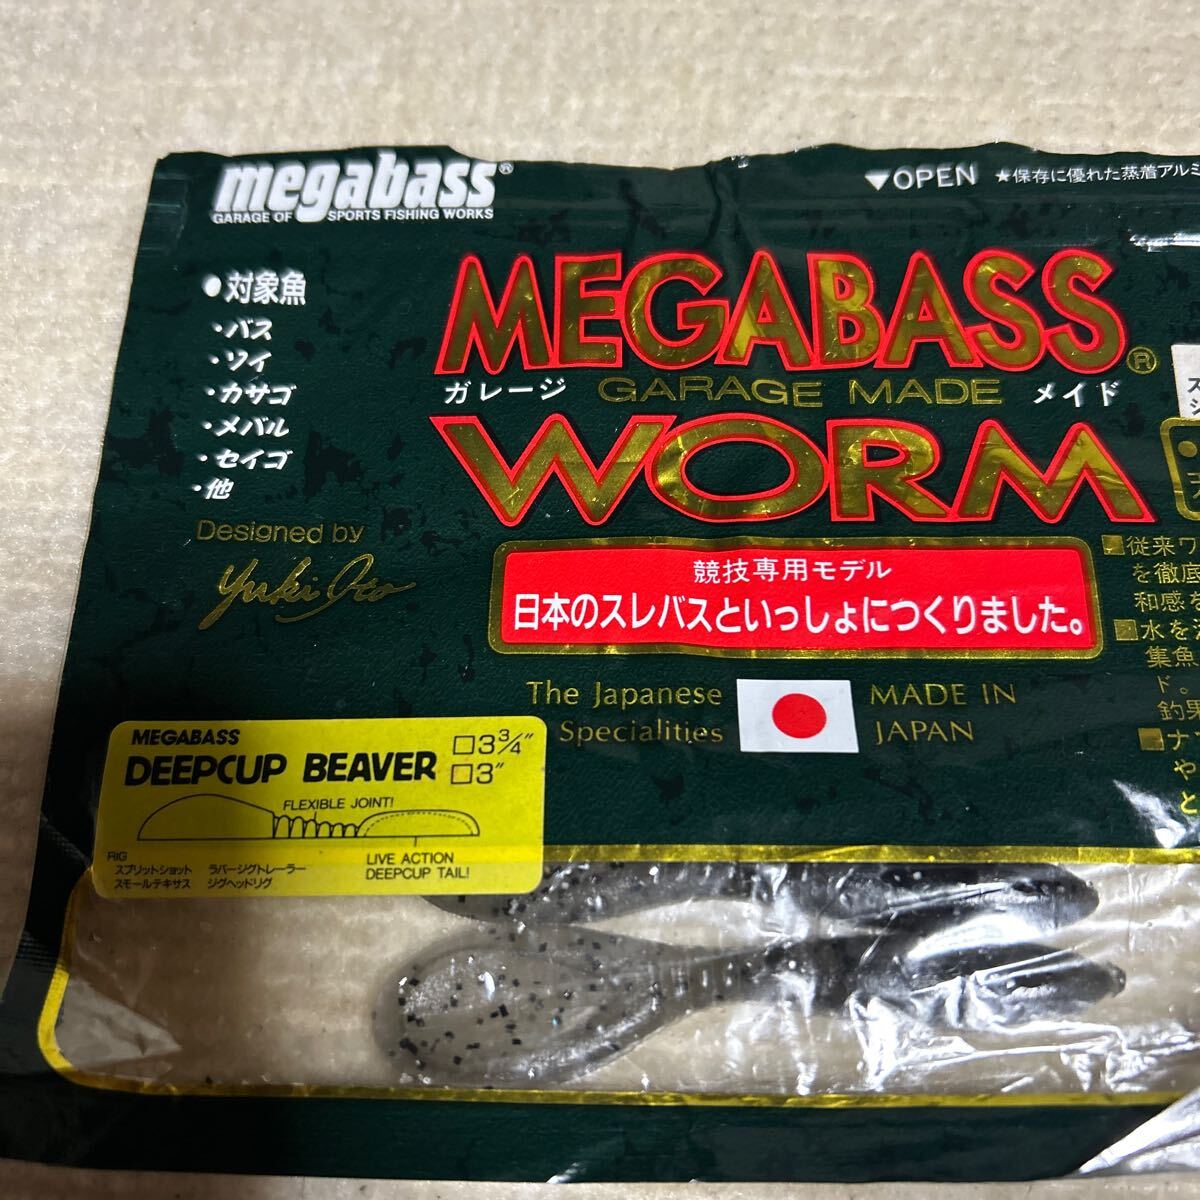 megabass®
GARAGE OF SPORTS FISHING WORKS
▼OPEN ★保存に優れた蒸着アルミ
●対象魚
・バス
・ソイ
・カサゴ
・メバル
・セイゴ
・他
Designed by
Yuki Ito
MEGABASS®
ガレージ GARAGE MADE メイド
WORM
競技専用モデル
日本のスレバスといっしょにつくりました。
The Japanese
Specialities
MADE IN
JAPAN
■従来ワ
を徹底
和感を
■水を
集魚
ド。
釣果
■ナ
や
と
MEGABASS
DEEPCUP BEAVER
□3 3/4"
□3"
FLEXIBLE JOINT!
LIVE ACTION
DEEPCUP TAIL!
RIG
スプリットショット ラバージグトレーラー
スモールテキサス ジグヘッドリグ